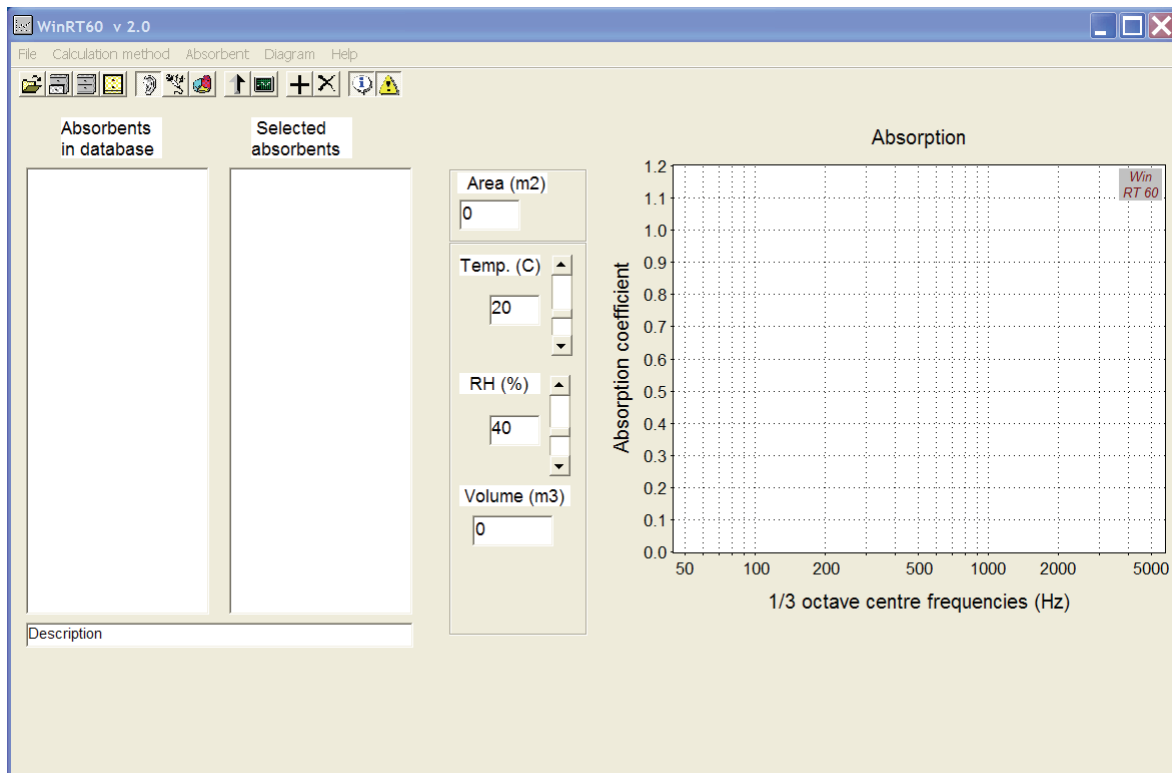 WinRT60 v 2.0
File Calculation method Absorbent Diagram Help
Absorbents
in database
Selected
absorbents
Area (m2)
0
Temp. (C)
20
RH (%)
40
Volume (m3)
0
Description
Absorption
Win
RT 60
Absorption coefficient
1.2
1.1
1.0
0.9
0.8
0.7
0.6
0.5
0.4
0.3
0.2
0.1
0.0
50 100 200 500 1000 2000 5000
1/3 octave centre frequencies (Hz)